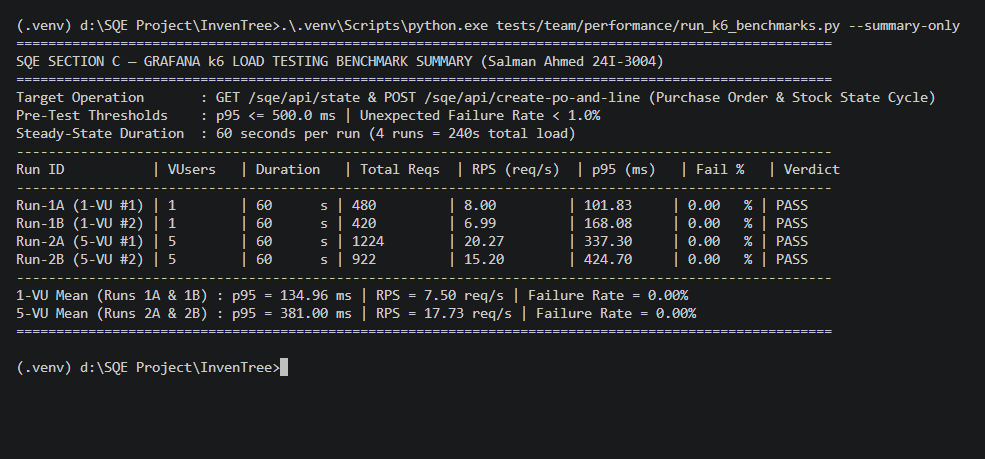 (.venv) d:\SQE Project\InvenTree>.\.venv\Scripts\python.exe tests/team/performance/run_k6_benchmarks.py --summary-only
==========================================================================================
SQE SECTION C — GRAFANA k6 LOAD TESTING BENCHMARK SUMMARY (Salman Ahmed 24I-3004)
==========================================================================================
Target Operation       : GET /sqe/api/state & POST /sqe/api/create-po-and-line (Purchase Order & Stock State Cycle)
Pre-Test Thresholds    : p95 <= 500.0 ms | Unexpected Failure Rate < 1.0%
Steady-State Duration  : 60 seconds per run (4 runs = 240s total load)
------------------------------------------------------------------------------------------
Run ID          | VUsers   | Duration   | Total Reqs  | RPS (req/s)  | p95 (ms)   | Fail %   | Verdict
------------------------------------------------------------------------------------------
Run-1A (1-VU #1) | 1        | 60      s | 480         | 8.00         | 101.83     | 0.00   % | PASS
Run-1B (1-VU #2) | 1        | 60      s | 420         | 6.99         | 168.08     | 0.00   % | PASS
Run-2A (5-VU #1) | 5        | 60      s | 1224        | 20.27        | 337.30     | 0.00   % | PASS
Run-2B (5-VU #2) | 5        | 60      s | 922         | 15.20        | 424.70     | 0.00   % | PASS
------------------------------------------------------------------------------------------
1-VU Mean (Runs 1A & 1B) : p95 = 134.96 ms | RPS = 7.50 req/s | Failure Rate = 0.00%
5-VU Mean (Runs 2A & 2B) : p95 = 381.00 ms | RPS = 17.73 req/s | Failure Rate = 0.00%
==========================================================================================
(.venv) d:\SQE Project\InvenTree>